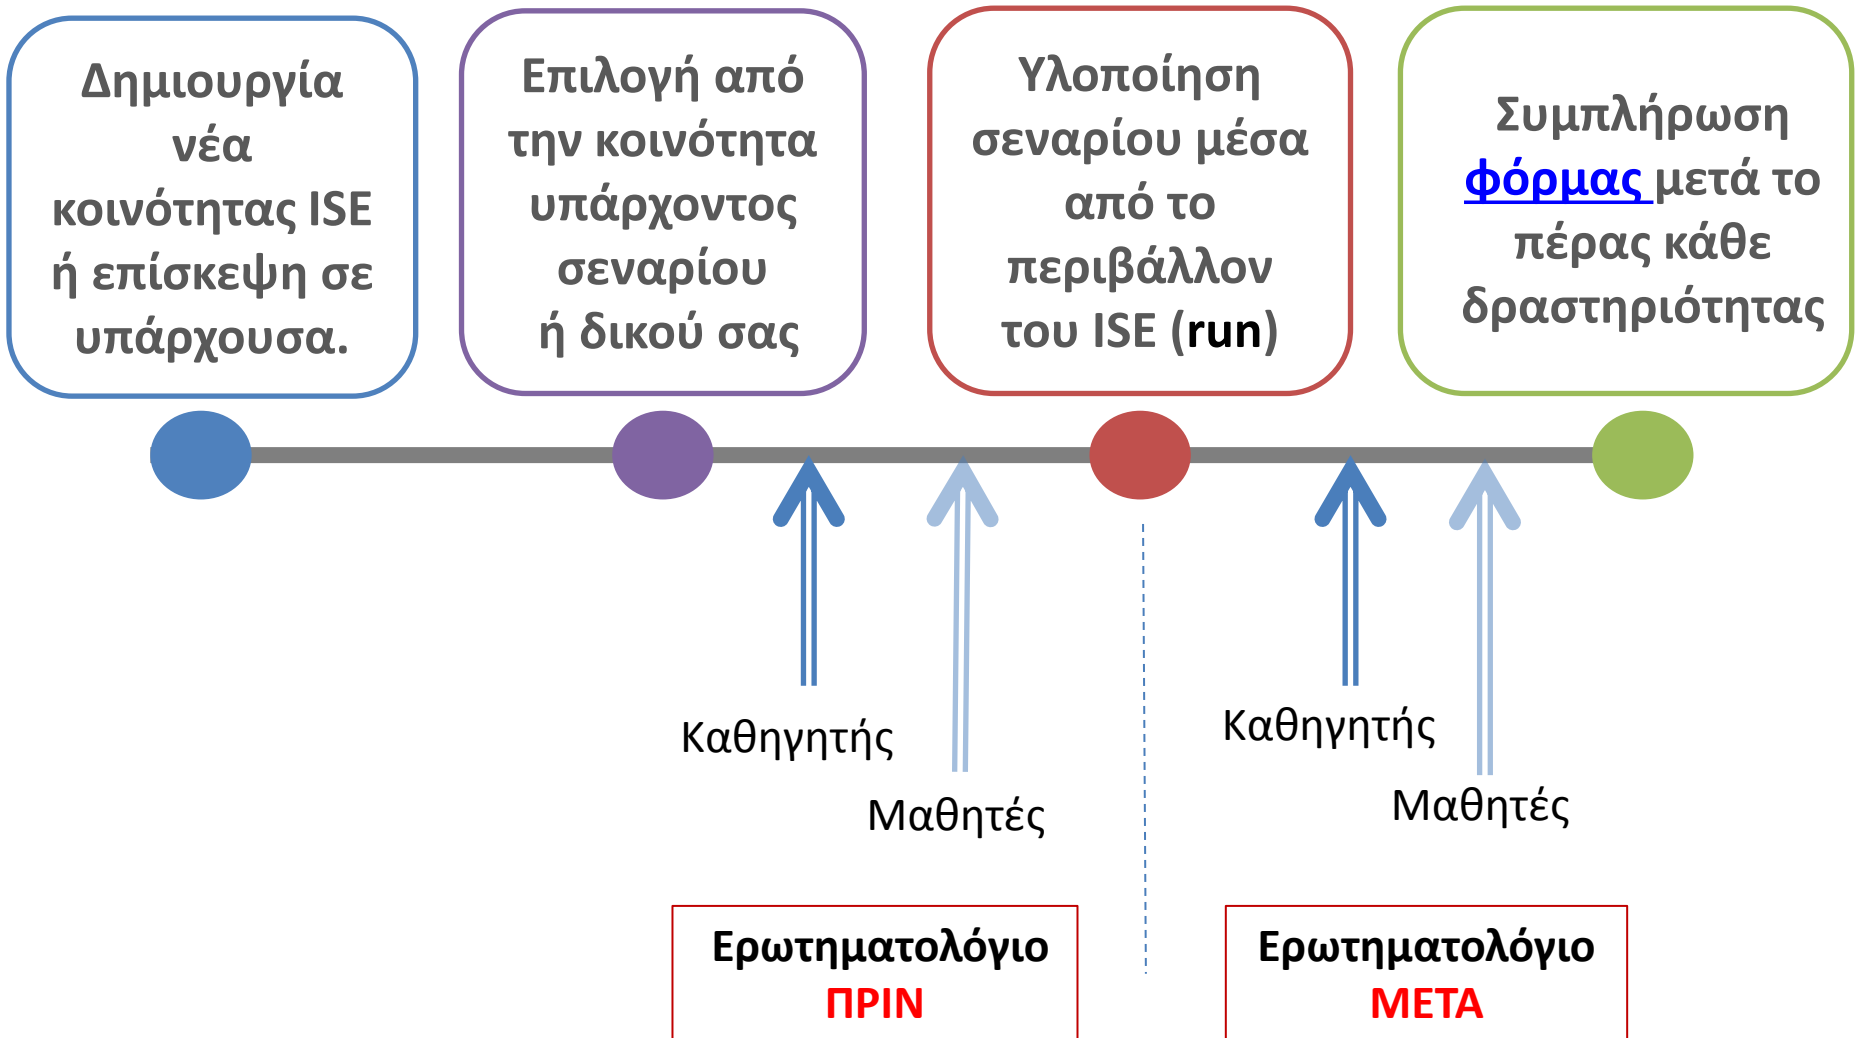 Δημιουργία
νέα
κοινότητας ISE
ή επίσκεψη σε
υπάρχουσα.
Επιλογή από
την κοινότητα
υπάρχοντος
σεναρίου
ή δικού σας
Υλοποίηση
σεναρίου μέσα
από το
περιβάλλον
του ISE (run)
Συμπλήρωση
φόρμας μετά το
πέρας κάθε
δραστηριότητας
Καθηγητής
Μαθητές
Καθηγητής
Μαθητές
Ερωτηματολόγιο
ΠΡΙΝ
Ερωτηματολόγιο
ΜΕΤΑ